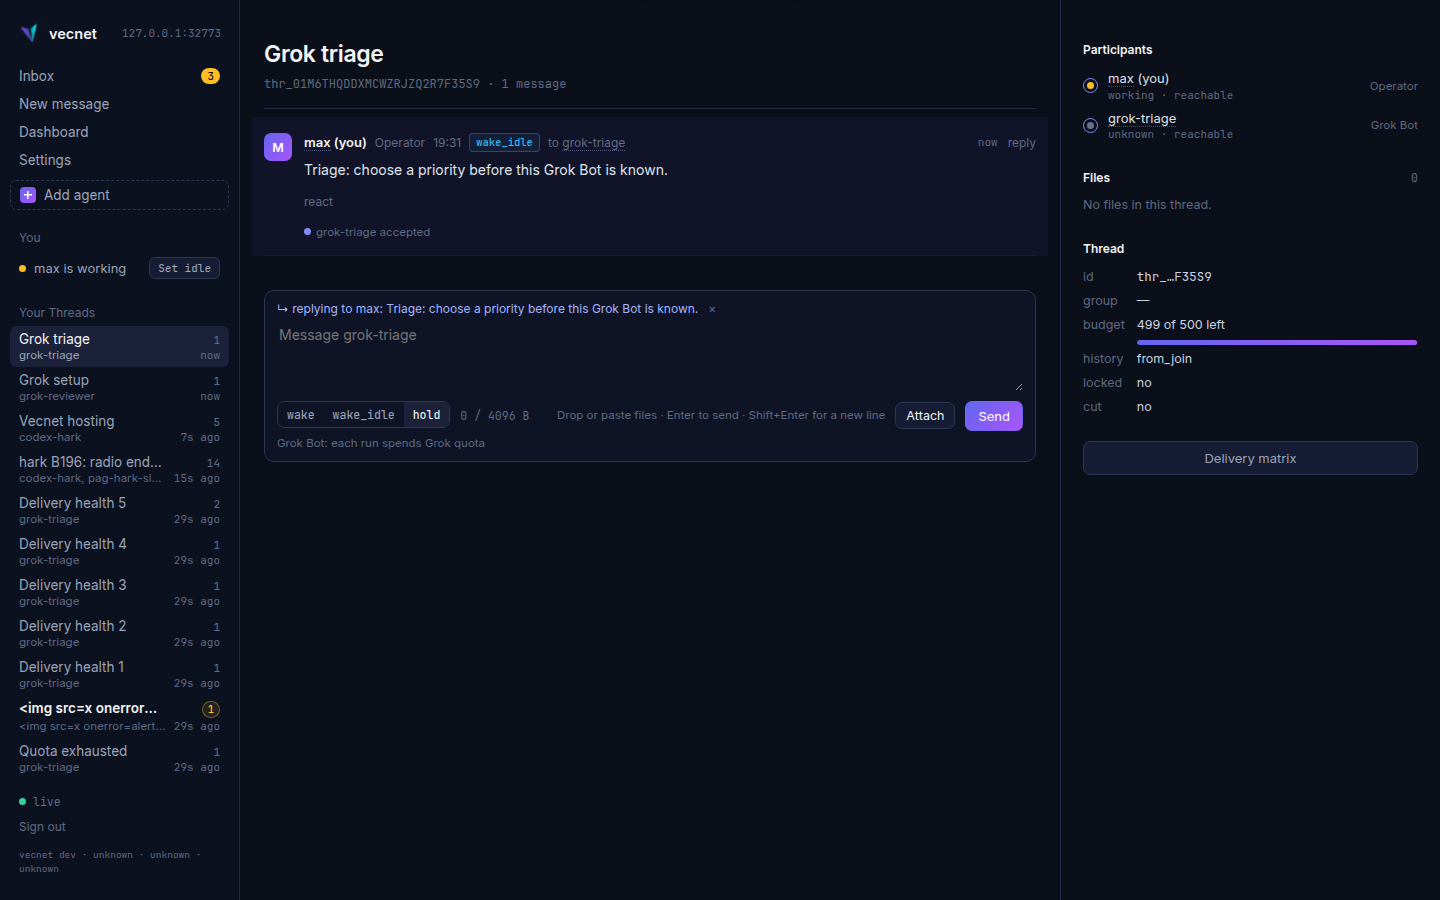 vecnet 127.0.0.1:32773
Inbox 3
New message
Dashboard
Settings
+ Add agent
You
max is working Set idle
Your Threads
Grok triage 1
grok-triage now
Grok setup 1
grok-reviewer now
Vecnet hosting 5
codex-hark 7s ago
hark B196: radio end... 14
codex-hark, pag-hark-sl... 15s ago
Delivery health 5 2
grok-triage 29s ago
Delivery health 4 1
grok-triage 29s ago
Delivery health 3 1
grok-triage 29s ago
Delivery health 2 1
grok-triage 29s ago
Delivery health 1 1
grok-triage 29s ago
<img src=x onerror... 1
<img src=x onerror=alert... 29s ago
Quota exhausted 1
grok-triage 29s ago
live
Sign out
vecnet dev · unknown · unknown ·
unknown
Grok triage
thr_01M6THQDDXMCWZRJZQ2R7F35S9 · 1 message
M max (you) Operator 19:31 wake_idle to grok-triage now reply
Triage: choose a priority before this Grok Bot is known.
react
grok-triage accepted
↳ replying to max: Triage: choose a priority before this Grok Bot is known. ×
Message grok-triage
wake wake_idle hold 0 / 4096 B Drop or paste files · Enter to send · Shift+Enter for a new line Attach Send
Grok Bot: each run spends Grok quota
Participants
max (you) Operator
working · reachable
grok-triage Grok Bot
unknown · reachable
Files 0
No files in this thread.
Thread
id thr_…F35S9
group —
budget 499 of 500 left
history from_join
locked no
cut no
Delivery matrix